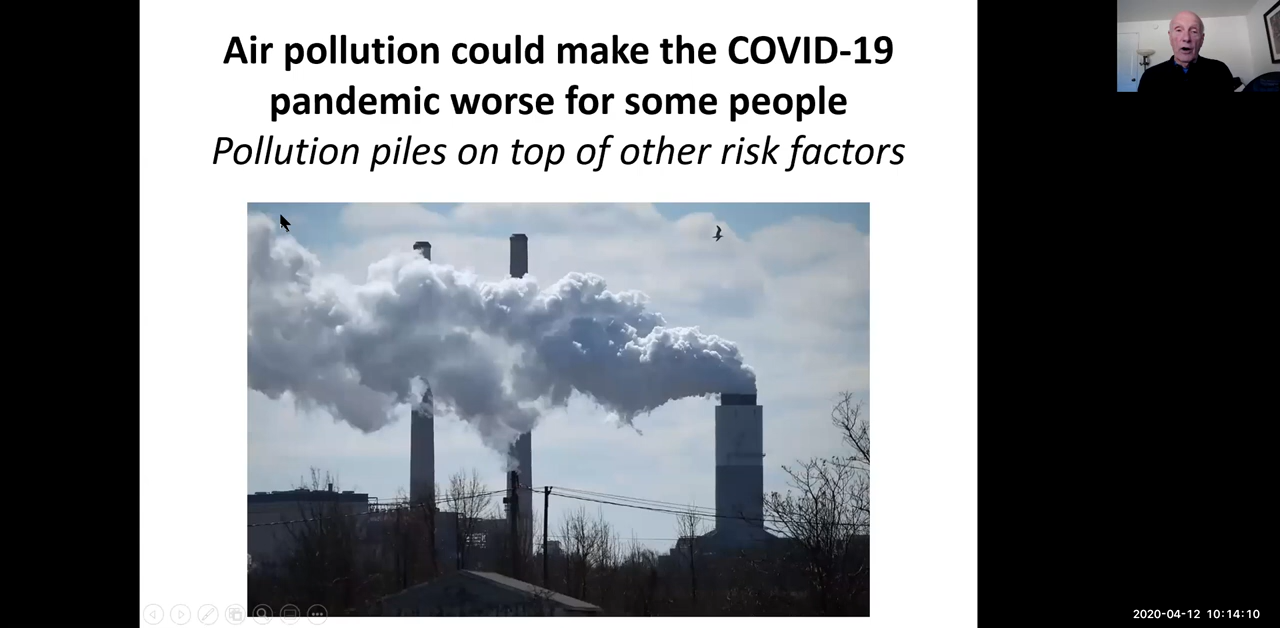 Air pollution could make the COVID-19
pandemic worse for some people
Pollution piles on top of other risk factors
2020-04-12 10:14:10